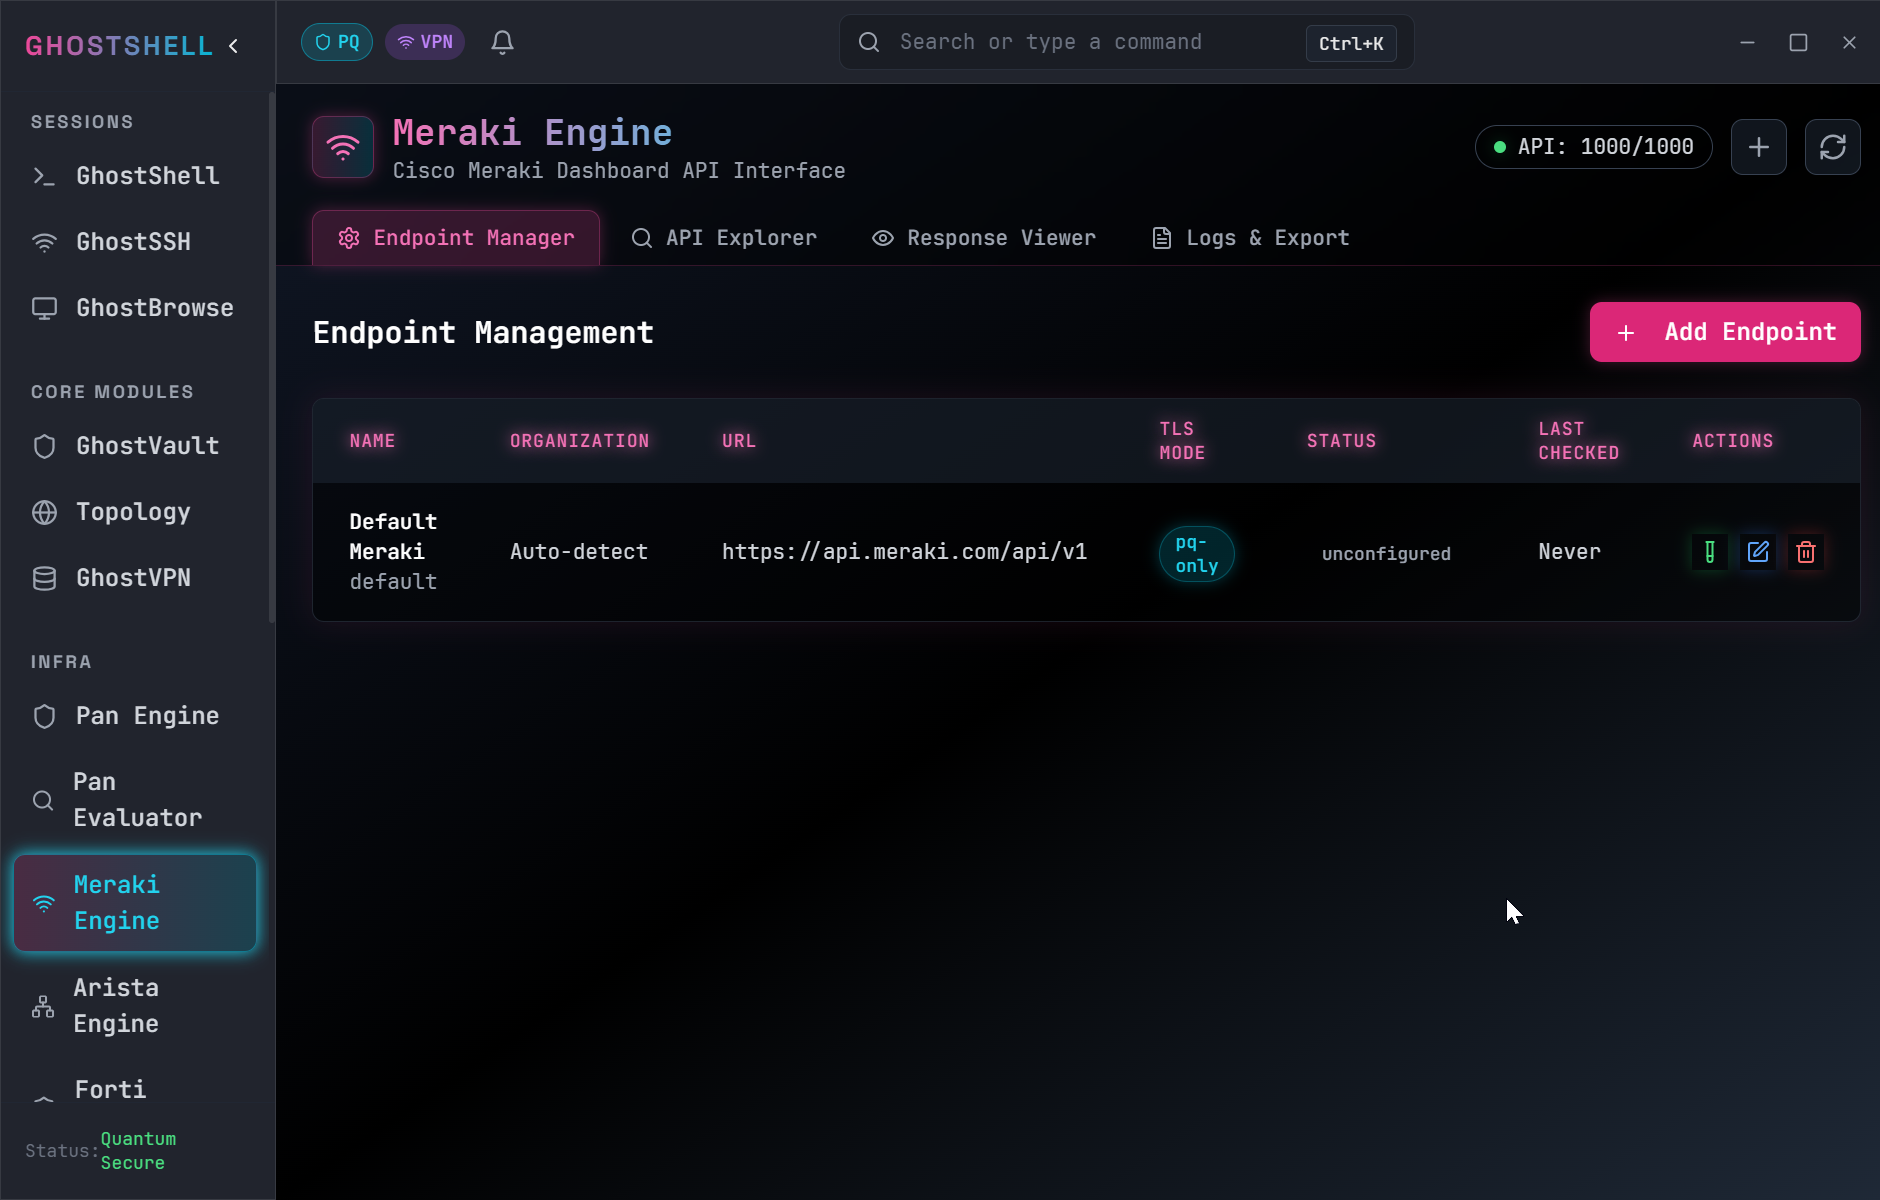 GHOSTSHELL
PQ
VPN
Search or type a command
Ctrl+K
SESSIONS
GhostShell
GhostSSH
GhostBrowse
CORE MODULES
GhostVault
Topology
GhostVPN
INFRA
Pan Engine
Pan
Evaluator
Meraki
Engine
Arista
Engine
Forti
Status:
Quantum
Secure
Meraki Engine
Cisco Meraki Dashboard API Interface
API: 1000/1000
Endpoint Manager
API Explorer
Response Viewer
Logs & Export
Endpoint Management
Add Endpoint
NAME
ORGANIZATION
URL
TLS
MODE
STATUS
LAST
CHECKED
ACTIONS
Default
Meraki
default
Auto-detect
https://api.meraki.com/api/v1
pq-
only
unconfigured
Never